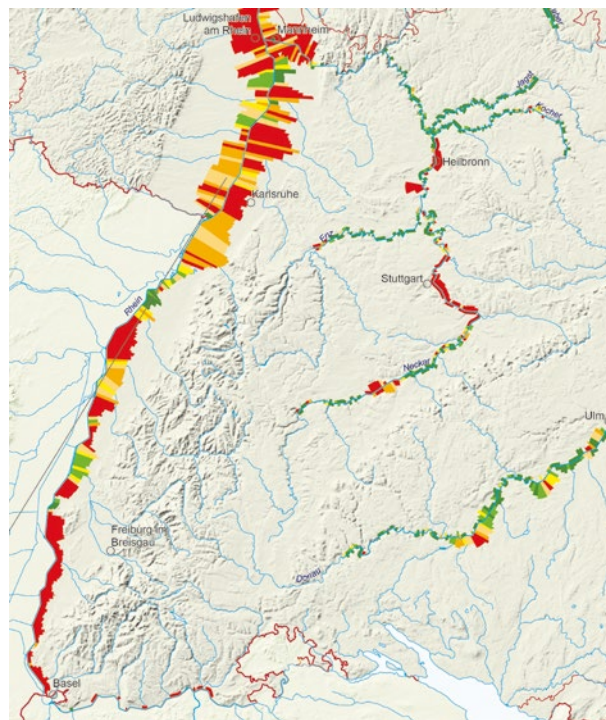 Ludwigshafen
am Rhein
Mannheim
Jagst
Kocher
Heilbronn
Karlsruhe
Enz
Stuttgart
Rhein
Neckar
Ulm
Freiburg im
Breisgau
Donau
Basel